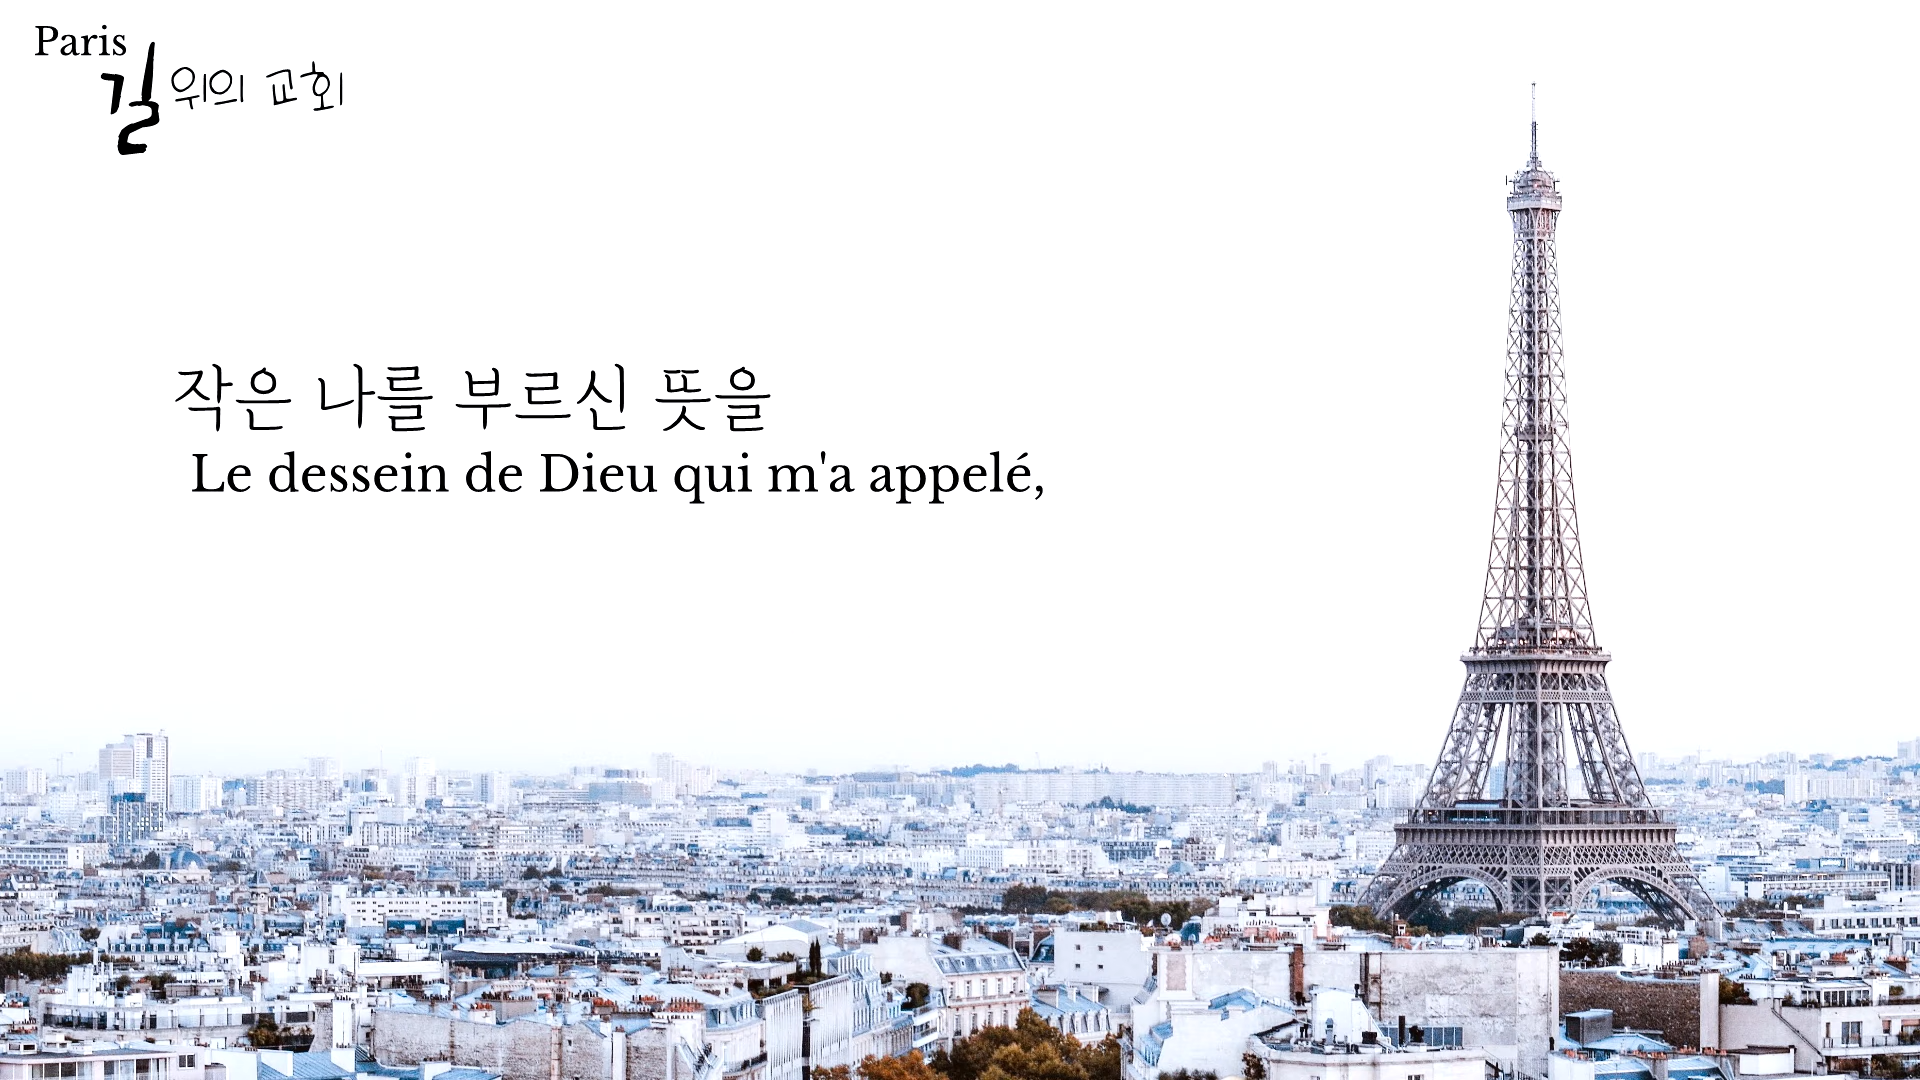 Paris
길 위의 교회
작은 나를 부르신 뜻을
Le dessein de Dieu qui m'a appelé,